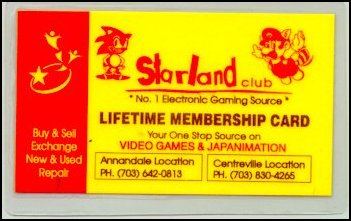 Starland club
* No. 1 Electronic Gaming Source *
LIFETIME MEMBERSHIP CARD
Your One Stop Source on
VIDEO GAMES & JAPANIMATION
Annandale Location
PH. (703) 642-0813
Centreville Location
PH. (703) 830-4265
Buy & Sell
Exchange
New & Used
Repair